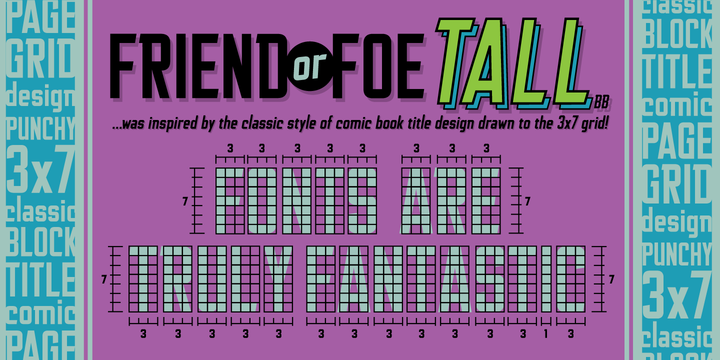 PAGE
GRID
design
PUNCHY
3x7
classic
BLOCK
TITLE
comic
PAGE
FRIEND or FOE TALL BB
...was inspired by the classic style of comic book title design drawn to the 3x7 grid!
3 3 3 3 3 3 3 3
7 FONTS ARE 7
7 TRULY FANTASTIC 7
3 3 3 3 3 3 3 3 3 3 3 3 1 3
classic
BLOCK
TITLE
comic
PAGE
GRID
design
PUNCHY
3x7
classic
BLOCK